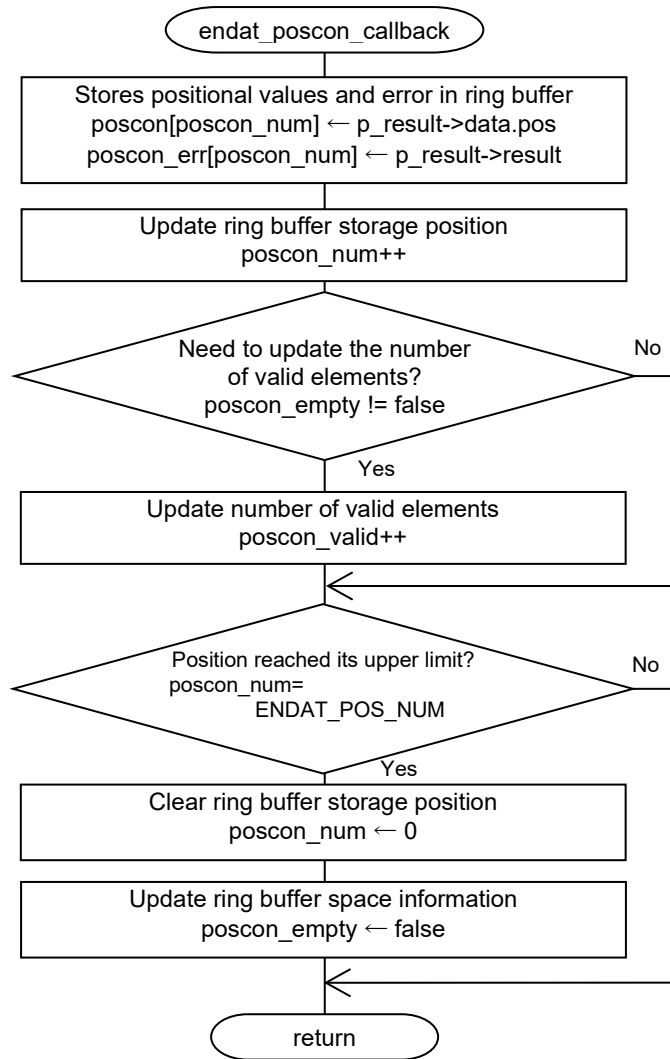 endat_poscon_callback
Stores positional values and error in ring buffer
poscon[poscon_num] ← p_result->data.pos
poscon_err[poscon_num] ← p_result->result
Update ring buffer storage position
poscon_num++
Need to update the number
of valid elements?
poscon_empty != false
No
Yes
Update number of valid elements
poscon_valid++
Position reached its upper limit?
poscon_num=
ENDAT_POS_NUM
No
Yes
Clear ring buffer storage position
poscon_num ← 0
Update ring buffer space information
poscon_empty ← false
return